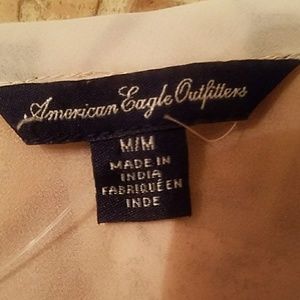 American Eagle Outfitters
M/M
MADE IN
INDIA
FABRIQUÉ EN
INDE